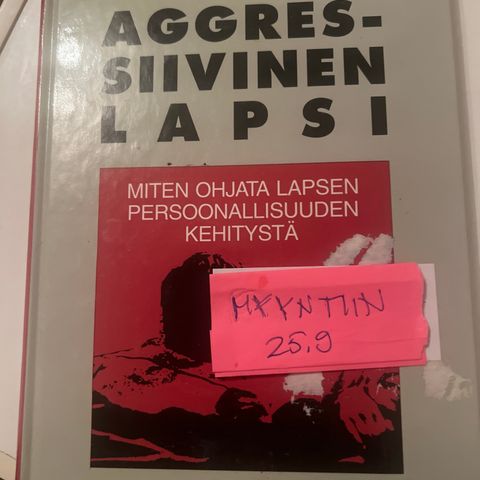 AGGRES-
SIIVINEN
LAPSI
MITEN OHJATA LAPSEN
PERSOONALLISUUDEN
KEHITYSTÄ
MYYNTIIN
25.9